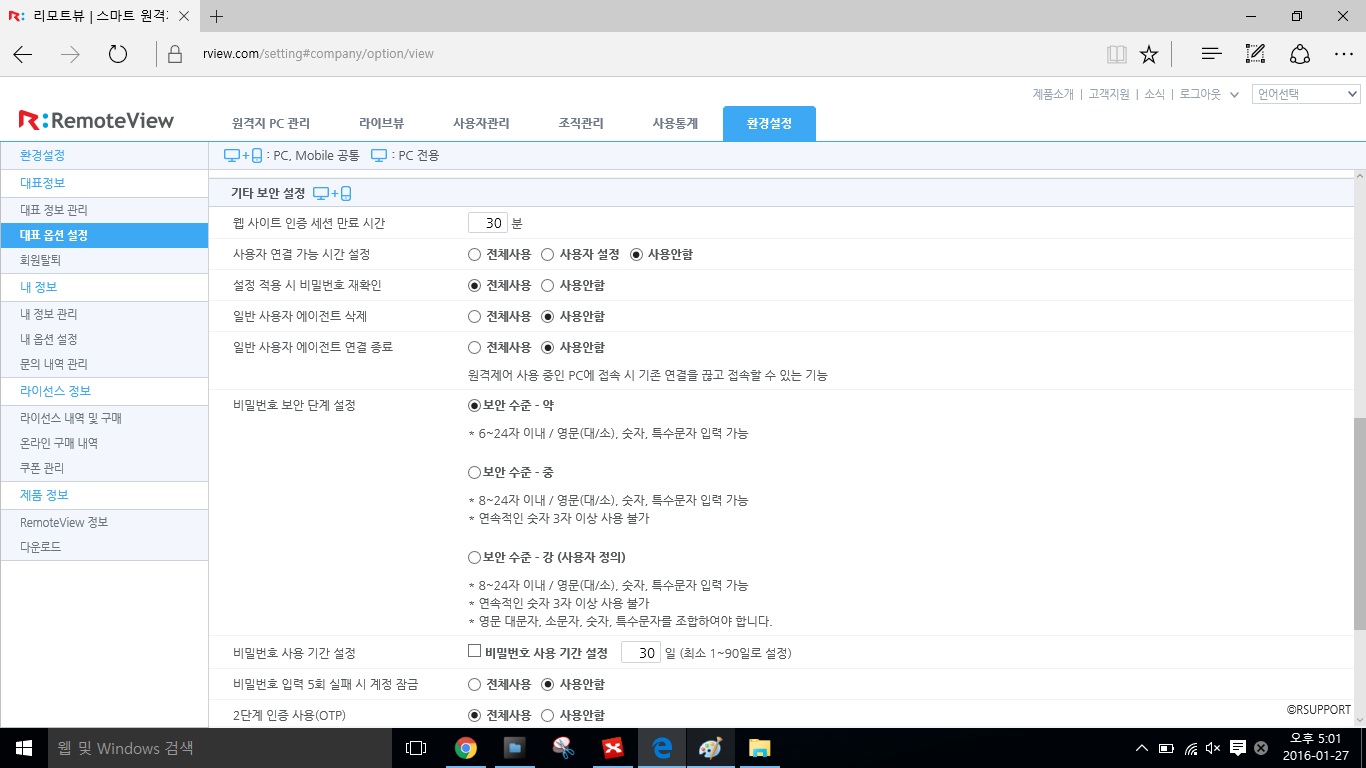 리모트뷰 | 스마트 원격
rview.com/setting#company/option/view
제품소개 | 고객지원 | 소식 | 로그아웃
언어선택
RemoteView
원격지 PC 관리 라이브뷰 사용자관리 조직관리 사용통계 환경설정
환경설정
: PC, Mobile 공통 : PC 전용
대표정보
대표 정보 관리
대표 옵션 설정
회원탈퇴
내 정보
내 정보 관리
내 옵션 설정
문의 내역 관리
라이선스 정보
라이선스 내역 및 구매
온라인 구매 내역
쿠폰 관리
제품 정보
RemoteView 정보
다운로드
기타 보안 설정
웹 사이트 인증 세션 만료 시간 30 분
사용자 연결 가능 시간 설정 전체사용 사용자 설정 사용안함
설정 적용 시 비밀번호 재확인 전체사용 사용안함
일반 사용자 에이전트 삭제 전체사용 사용안함
일반 사용자 에이전트 연결 종료 전체사용 사용안함
원격제어 사용 중인 PC에 접속 시 기존 연결을 끊고 접속할 수 있는 기능
비밀번호 보안 단계 설정 보안 수준 - 약
* 6~24자 이내 / 영문(대/소), 숫자, 특수문자 입력 가능
보안 수준 - 중
* 8~24자 이내 / 영문(대/소), 숫자, 특수문자 입력 가능
* 연속적인 숫자 3자 이상 사용 불가
보안 수준 - 강 (사용자 정의)
* 8~24자 이내 / 영문(대/소), 숫자, 특수문자 입력 가능
* 연속적인 숫자 3자 이상 사용 불가
* 영문 대문자, 소문자, 숫자, 특수문자를 조합하여야 합니다.
비밀번호 사용 기간 설정 비밀번호 사용 기간 설정 30 일 (최소 1~90일로 설정)
비밀번호 입력 5회 실패 시 계정 잠금 전체사용 사용안함
2단계 인증 사용(OTP) 전체사용 사용안함
©RSUPPORT
웹 및 Windows 검색
오후 5:01
2016-01-27